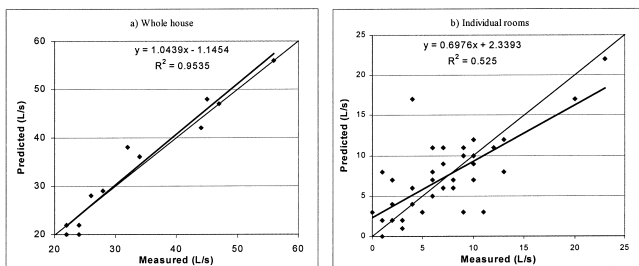 a) Whole house
y = 1.0439x - 1.1454
R² = 0.9535
Predicted (L/s)
60
50
40
30
20
20 30 40 50 60
Measured (L/s)
b) Individual rooms
y = 0.6976x + 2.3393
R² = 0.525
Predicted (L/s)
25
20
15
10
5
0
0 5 10 15 20 25
Measured (L/s)